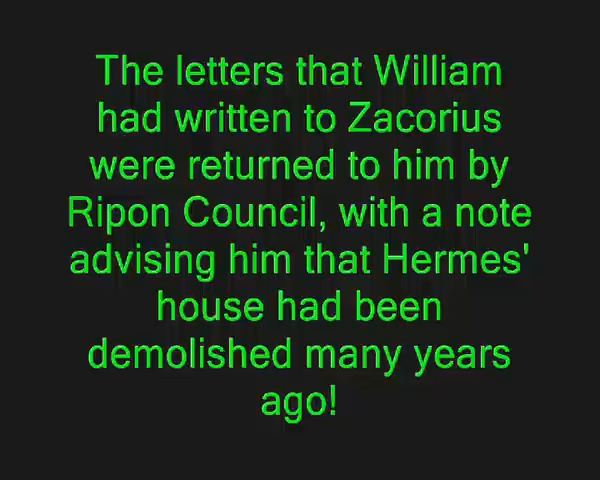 The letters that William
had written to Zacorius
were returned to him by
Ripon Council, with a note
advising him that Hermes'
house had been
demolished many years
ago!